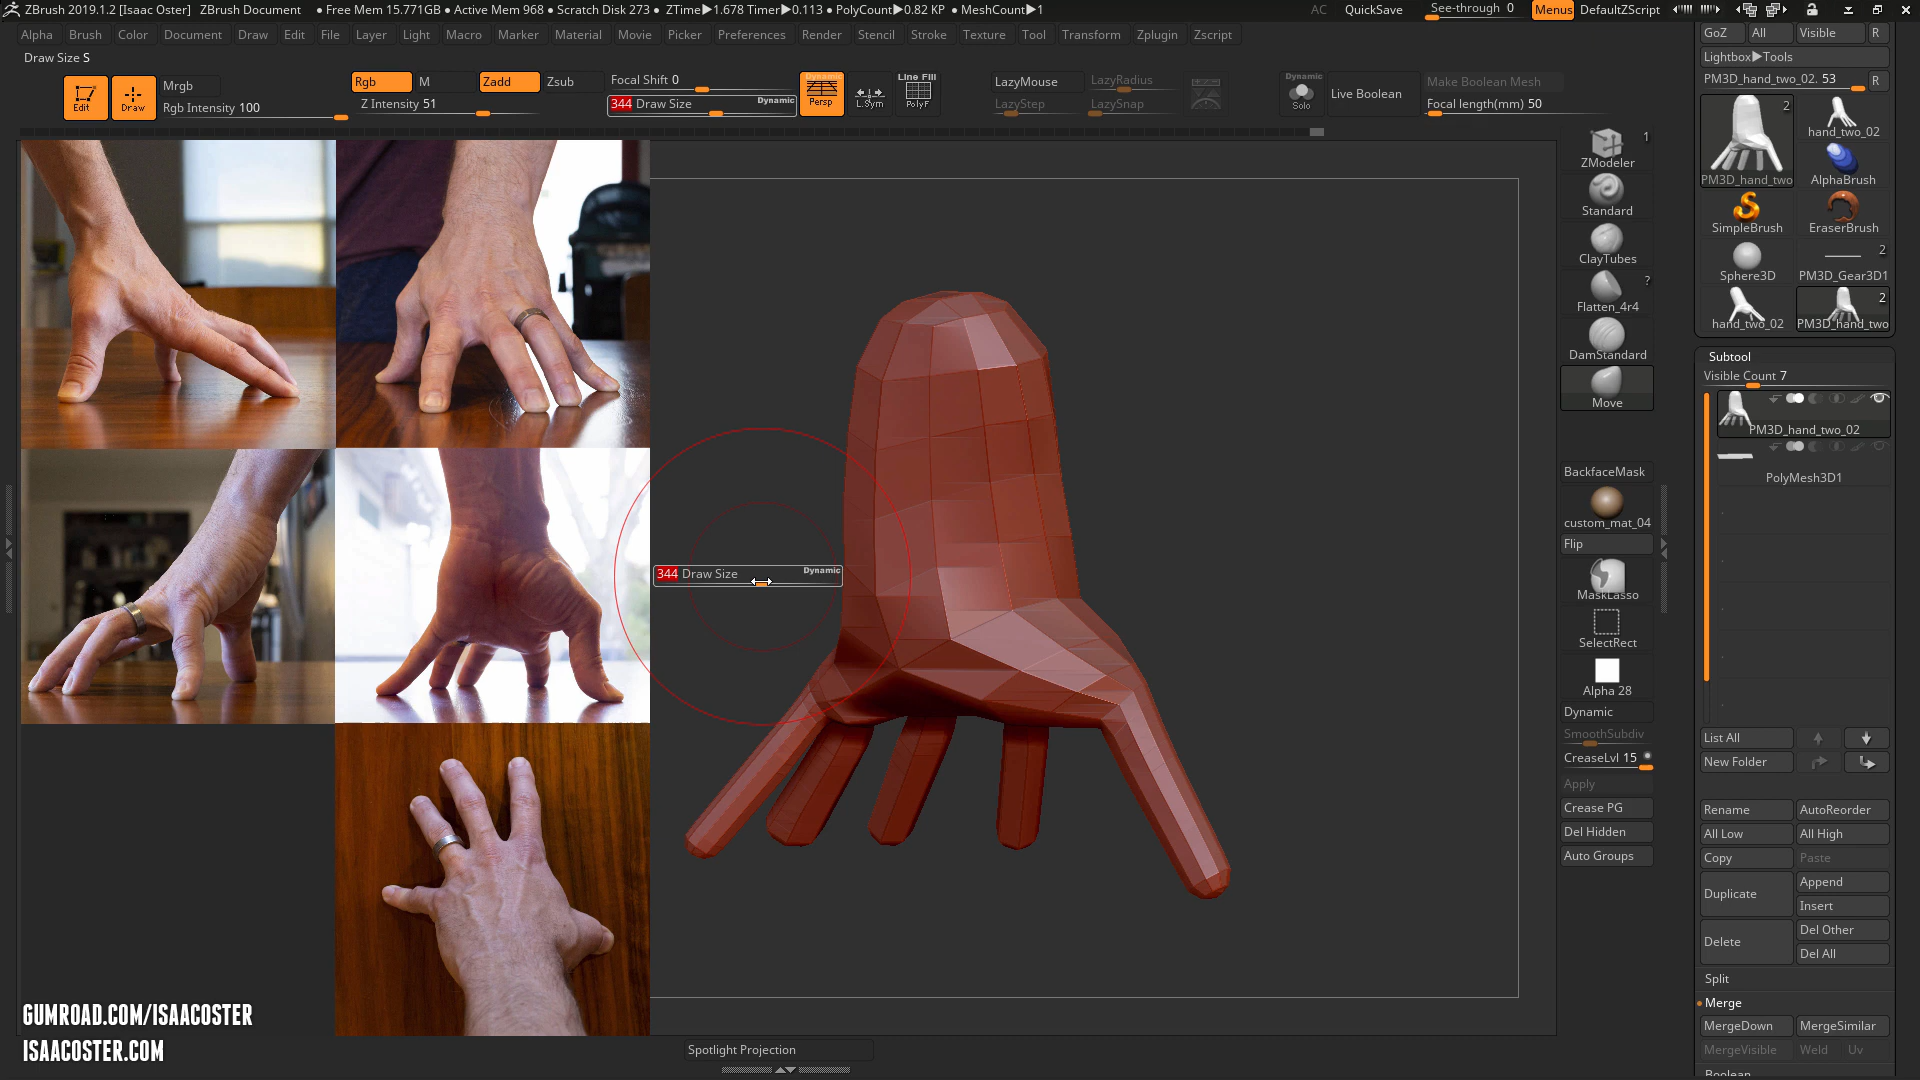 ZBrush 2019.1.2 [Isaac Oster] ZBrush Document • Free Mem 15.771GB • Active Mem 968 • Scratch Disk 273 • ZTime▶1.678 Timer▶0.113 • PolyCount▶0.82 KP • MeshCount▶1 AC QuickSave See-through 0 Menus DefaultZScript
Alpha Brush Color Document Draw Edit File Layer Light Macro Marker Material Movie Picker Preferences Render Stencil Stroke Texture Tool Transform Zplugin Zscript
Draw Size S
Edit
Draw
Mrgb
Rgb Intensity 100
Rgb M Zadd Zsub
Z Intensity 51
Focal Shift 0
344 Draw Size Dynamic
Dynamic
Persp
L.Sym
Line Fill
PolyF
LazyMouse LazyRadius
LazyStep LazySnap
Dynamic
Solo
Live Boolean
Make Boolean Mesh
Focal length(mm) 50
344 Draw Size Dynamic
GUMROAD.COM/ISAACOSTER
ISAACOSTER.COM
Spotlight Projection
1
ZModeler
Standard
ClayTubes
?
Flatten_4r4
DamStandard
Move
BackfaceMask
custom_mat_04
Flip
MaskLasso
SelectRect
Alpha 28
Dynamic
SmoothSubdiv
CreaseLvl 15
Apply
Crease PG
Del Hidden
Auto Groups
GoZ All Visible R
Lightbox▶Tools
PM3D_hand_two_02. 53 R
2
PM3D_hand_two
hand_two_02
AlphaBrush
SimpleBrush EraserBrush
2
Sphere3D PM3D_Gear3D1
2
hand_two_02 PM3D_hand_two
Subtool
Visible Count 7
PM3D_hand_two_02
PolyMesh3D1
List All
New Folder
Rename AutoReorder
All Low All High
Copy Paste
Duplicate Append
Insert
Delete Del Other
Del All
Split
Merge
MergeDown MergeSimilar
MergeVisible Weld Uv
Boolean